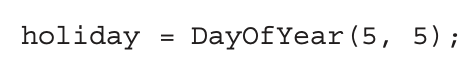 holiday = DayOfYear(5, 5);